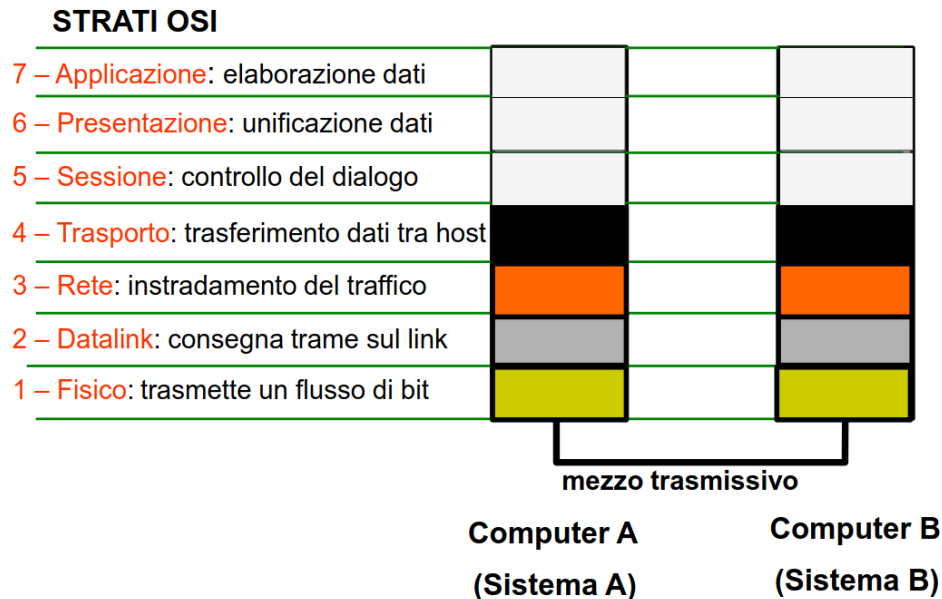 STRATI OSI
7 – Applicazione: elaborazione dati
6 – Presentazione: unificazione dati
5 – Sessione: controllo del dialogo
4 – Trasporto: trasferimento dati tra host
3 – Rete: instradamento del traffico
2 – Datalink: consegna trame sul link
1 – Fisico: trasmette un flusso di bit
mezzo trasmissivo
Computer A
(Sistema A)
Computer B
(Sistema B)